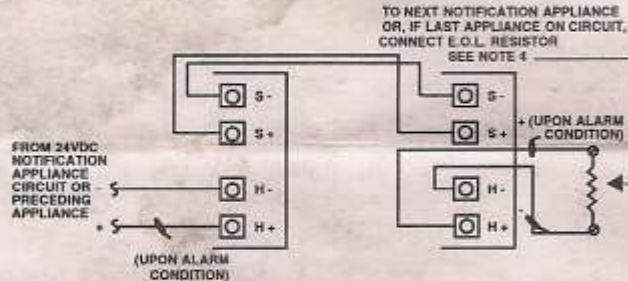 TO NEXT NOTIFICATION APPLIANCE
OR, IF LAST APPLIANCE ON CIRCUIT,
CONNECT E.O.L. RESISTOR
SEE NOTE 4
S -
S +
H -
H +
S -
S +
H -
H +
+ (UPON ALARM
CONDITION)
-
FROM 24VDC
NOTIFICATION
APPLIANCE
CIRCUIT OR -
PRECEDING
APPLIANCE
+
(UPON ALARM
CONDITION)